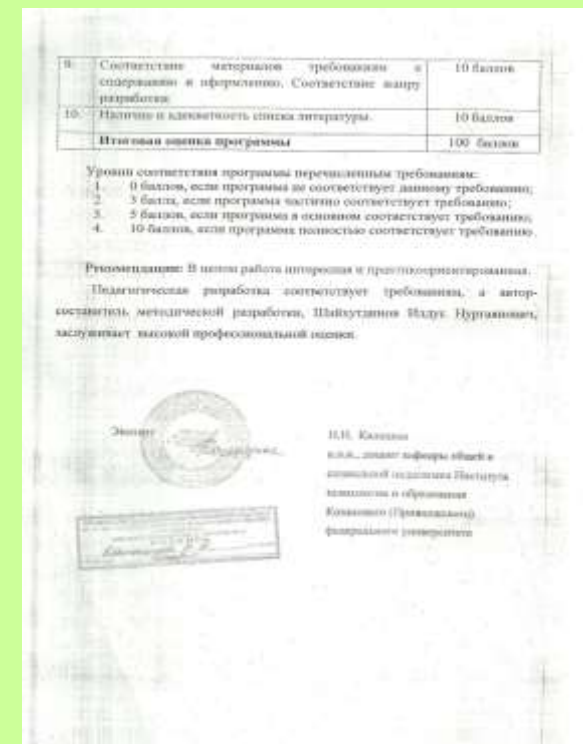 9. Соответствие материалов требованиям к 10 баллов
содержанию и оформлению. Соответствие жанру
разработки
10. Наличие и адекватность списка литературы. 10 баллов
Итоговая оценка программы 100 баллов
Уровни соответствия программы перечисленным требованиям:
1. 0 баллов, если программа не соответствует данному требованию;
2. 3 балла, если программа частично соответствует требованию;
3. 5 баллов, если программа в основном соответствует требованию;
4. 10 баллов, если программа полностью соответствует требованию.
Рекомендации: В целом работа интересная и практикоориентированная.
Педагогическая разработка соответствует требованиям, а автор-
составитель методической разработки, Шайхутдинов Илдус Нургаянович,
заслуживает высокой профессиональной оценки.
Эксперт
доцент кафедры общей и
социальной педагогики Института
психологии и образования
Казанского (Приволжского)
федерального университета